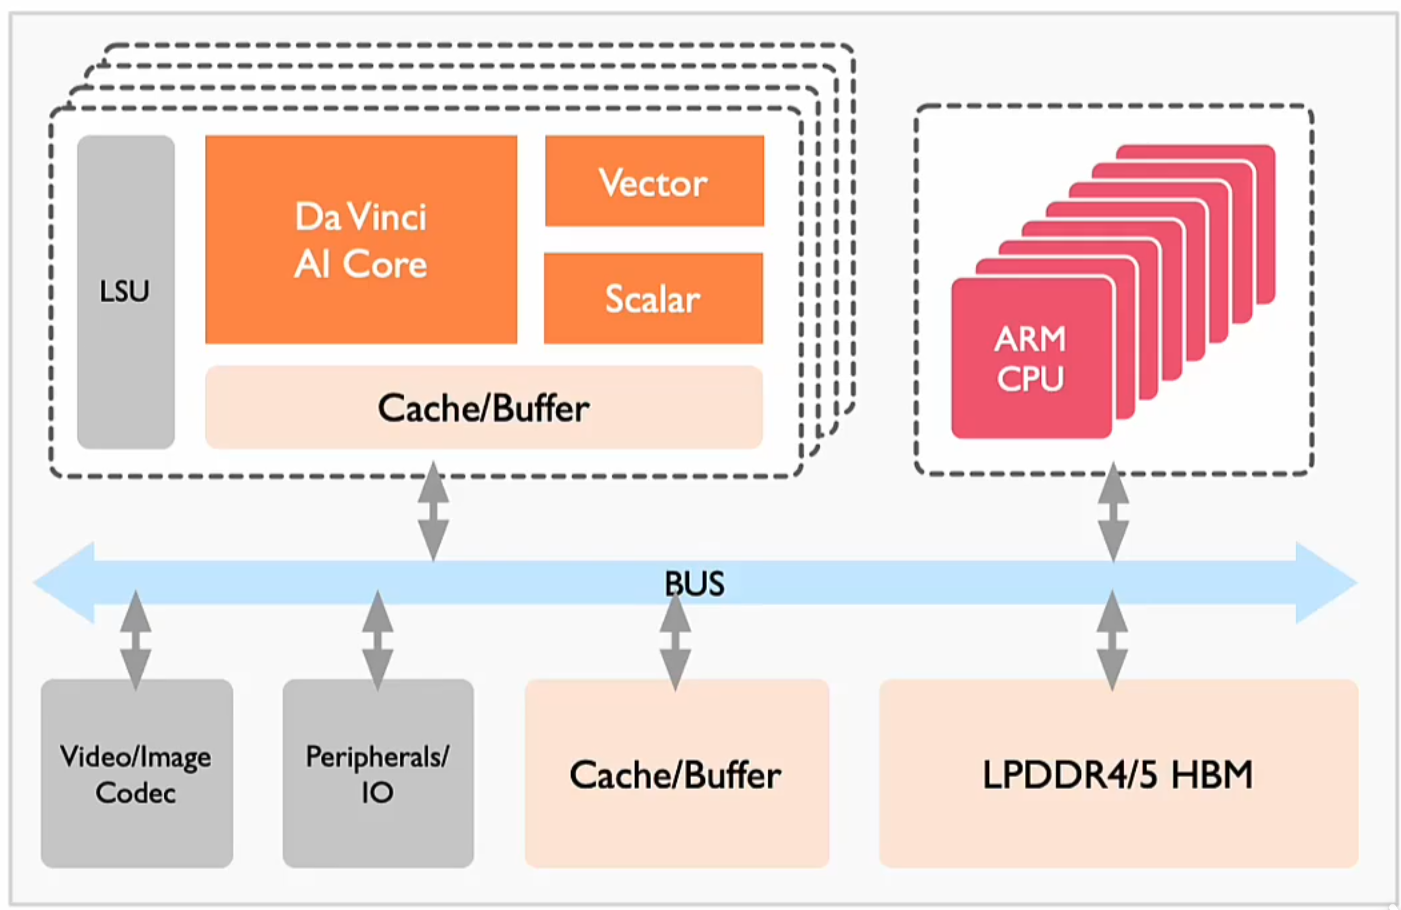 LSU
Da Vinci
AI Core
Vector
Scalar
Cache/Buffer
ARM
CPU
BUS
Video/Image
Codec
Peripherals/
IO
Cache/Buffer
LPDDR4/5 HBM